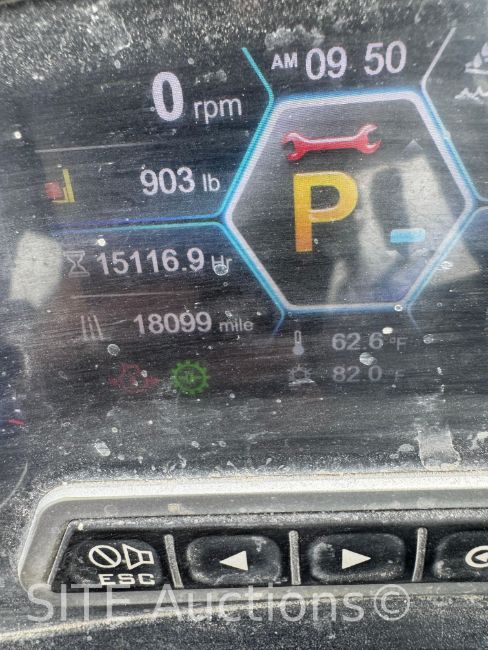 AM 09 50
0 rpm
903 lb
P
15116.9 Hr
18099 mile
62.6 °F
82.0 °F
ESC
SITE Auctions©